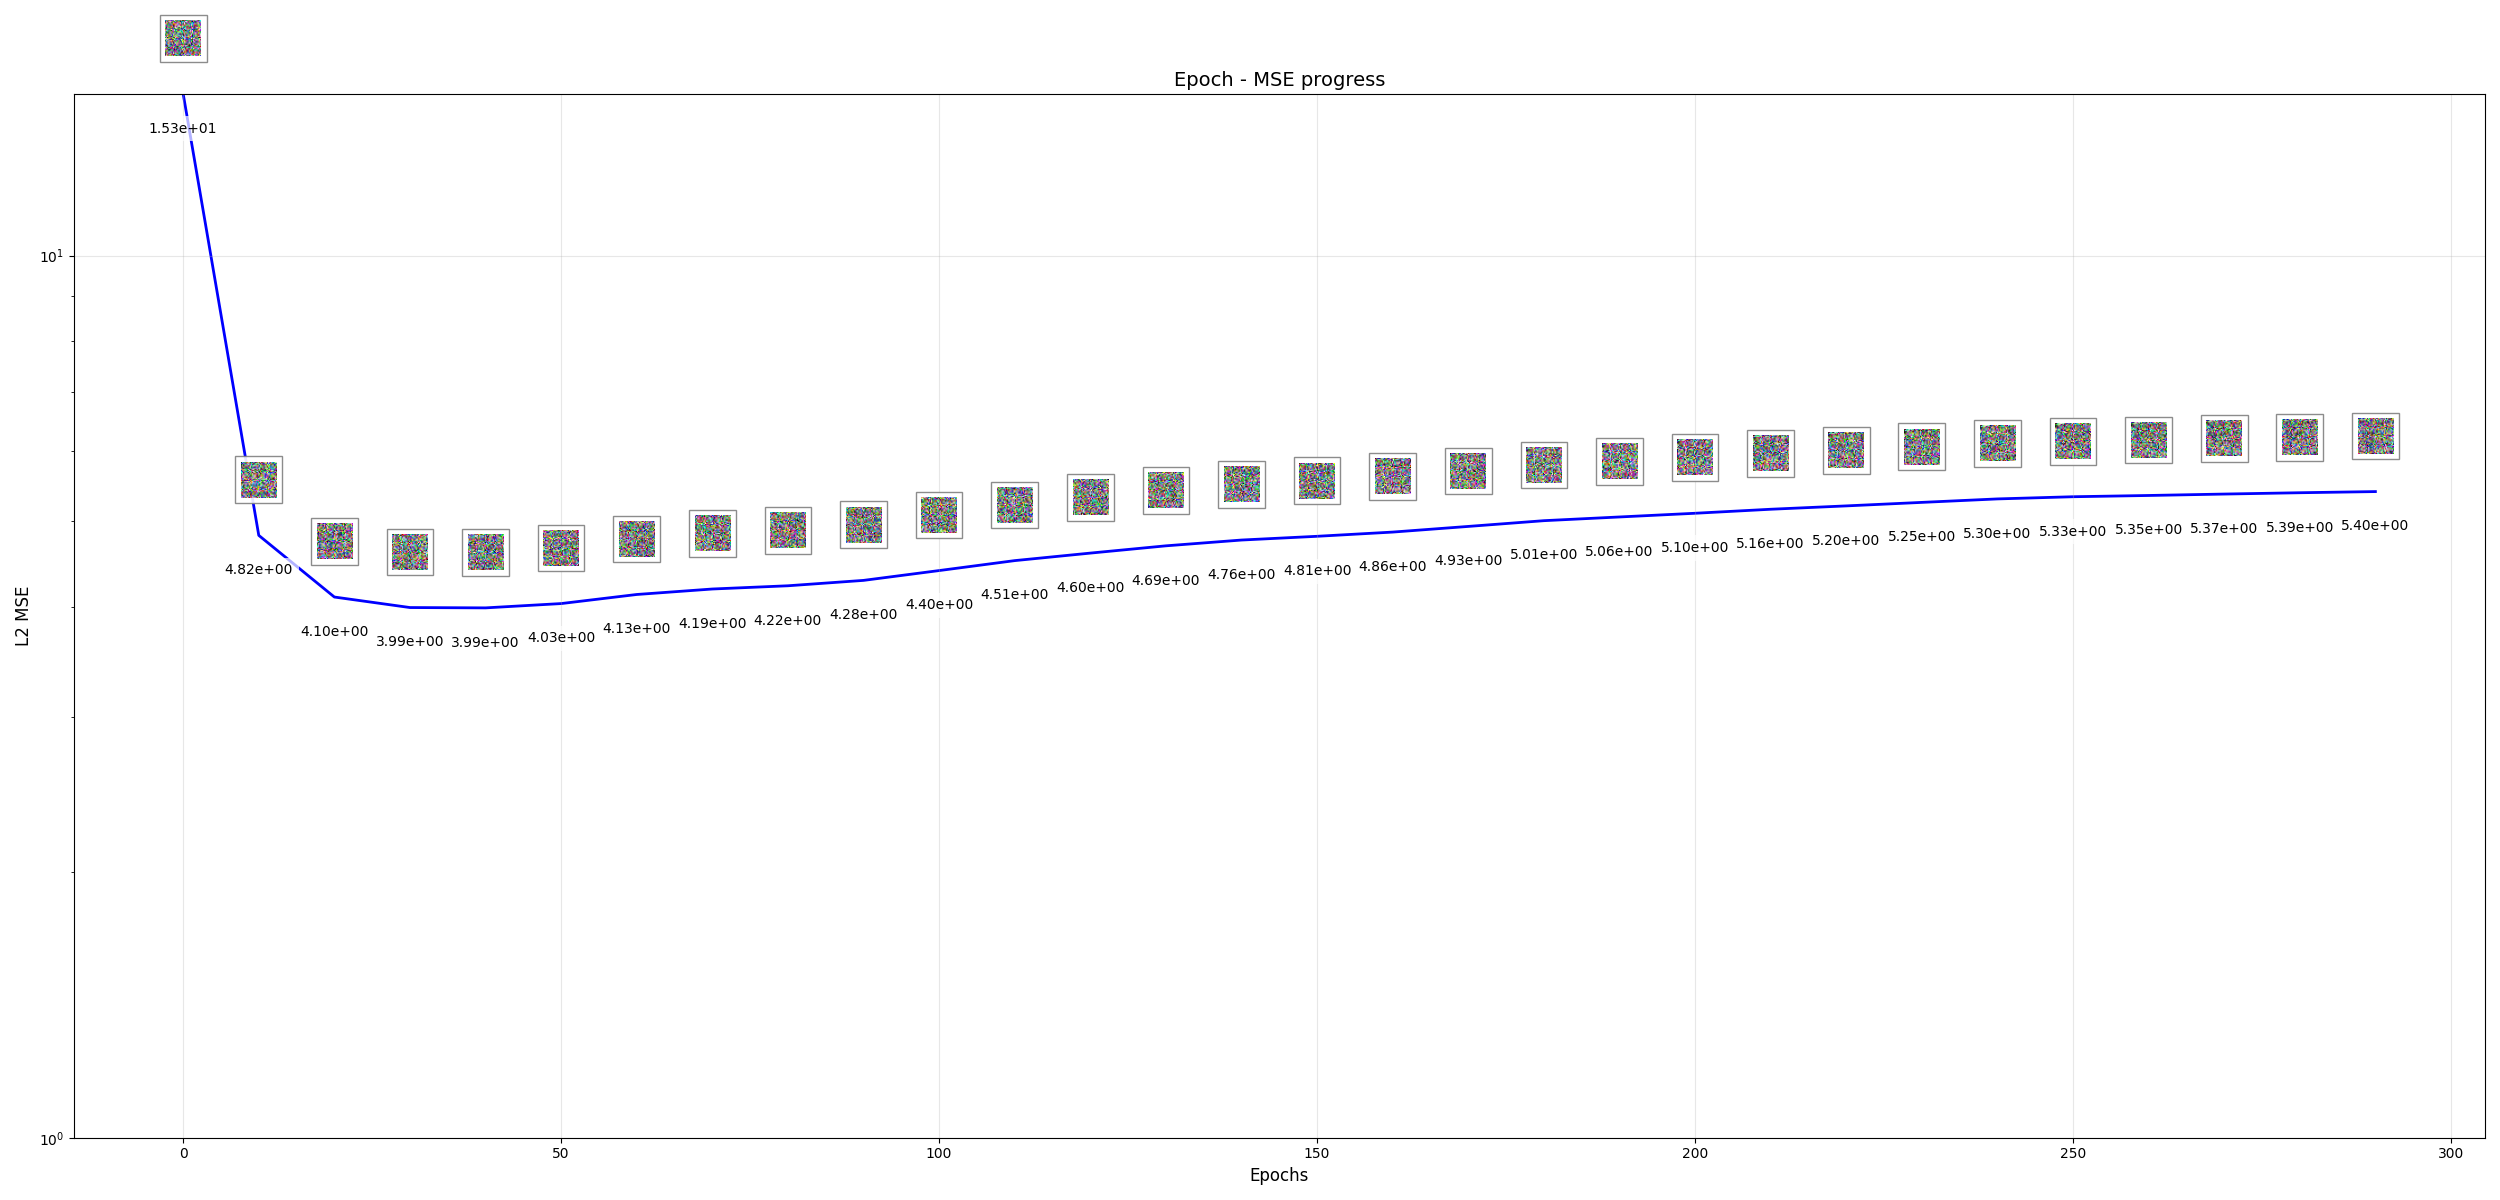 Epoch - MSE progress
1.53e+01
10¹
4.82e+00
4.10e+00
3.99e+00
3.99e+00
4.03e+00
4.13e+00
4.19e+00
4.22e+00
4.28e+00
4.40e+00
4.51e+00
4.60e+00
4.69e+00
4.76e+00
4.81e+00
4.86e+00
4.93e+00
5.01e+00
5.06e+00
5.10e+00
5.16e+00
5.20e+00
5.25e+00
5.30e+00
5.33e+00
5.35e+00
5.37e+00
5.39e+00
5.40e+00
L2 MSE
10⁰
0 50 100 150 200 250 300
Epochs